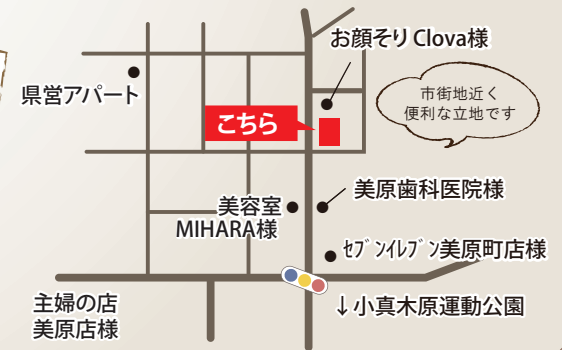 お顔そり Clova様
県営アパート
市街地近く
便利な立地です
こちら
美原歯科医院様
美容室
MIHARA様
ｾﾌﾞﾝｲﾚﾌﾞﾝ美原町店様
主婦の店
美原店様
↓小真木原運動公園